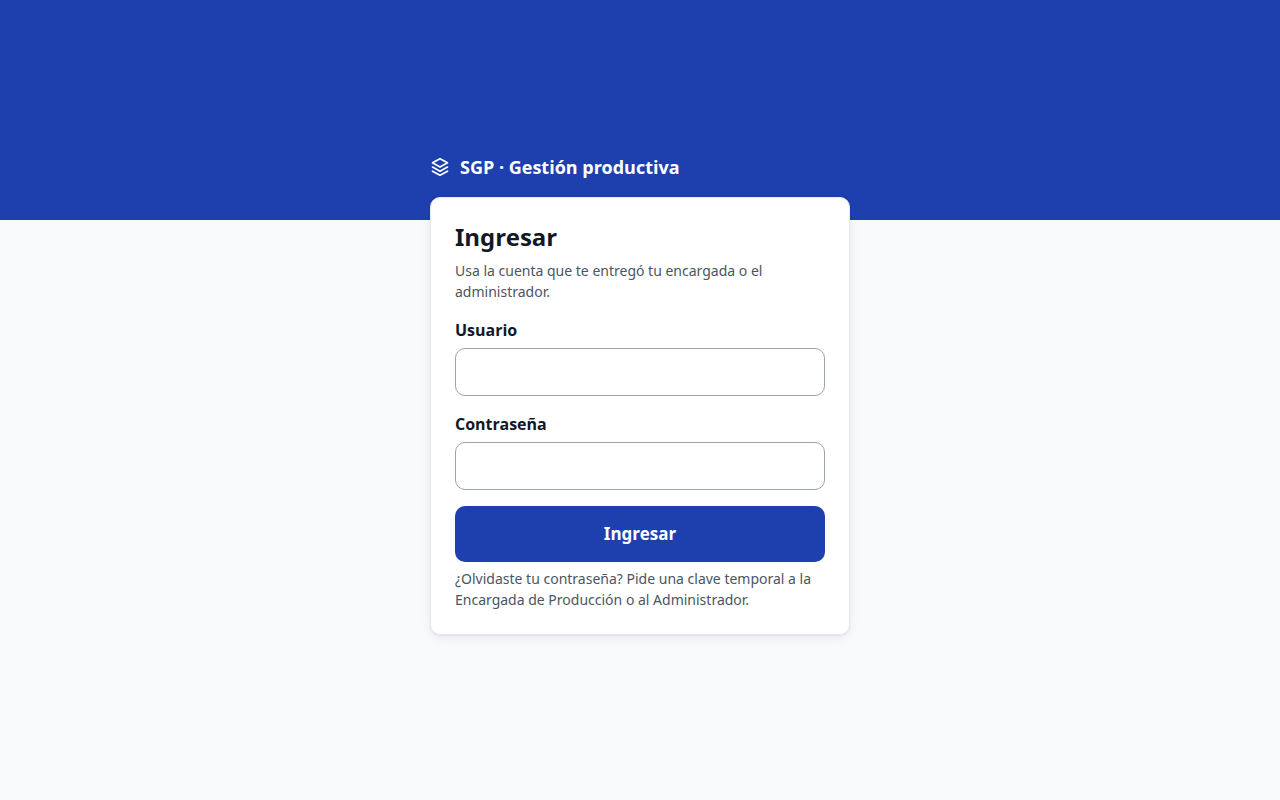 SGP · Gestión productiva
Ingresar
Usa la cuenta que te entregó tu encargada o el
administrador.
Usuario
Contraseña
Ingresar
¿Olvidaste tu contraseña? Pide una clave temporal a la
Encargada de Producción o al Administrador.